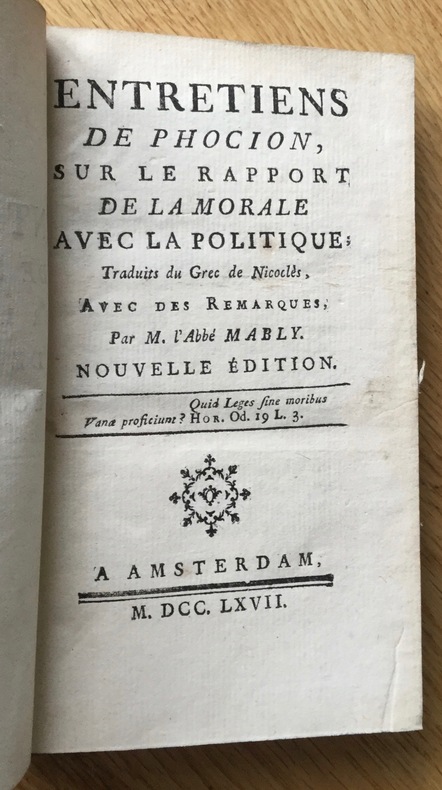 ENTRETIENS
DE PHOCION,
SUR LE RAPPORT
DE LA MORALE
AVEC LA POLITIQUE;
Traduits du Grec de Nicoclès,
AVEC DES REMARQUES,
Par M. l'Abbé MABLY.
NOUVELLE ÉDITION.
Quid Leges sine moribus
Vanæ proficiunt? HOR. Od. 19 L. 3.
A AMSTERDAM,
M. DCC. LXVII.